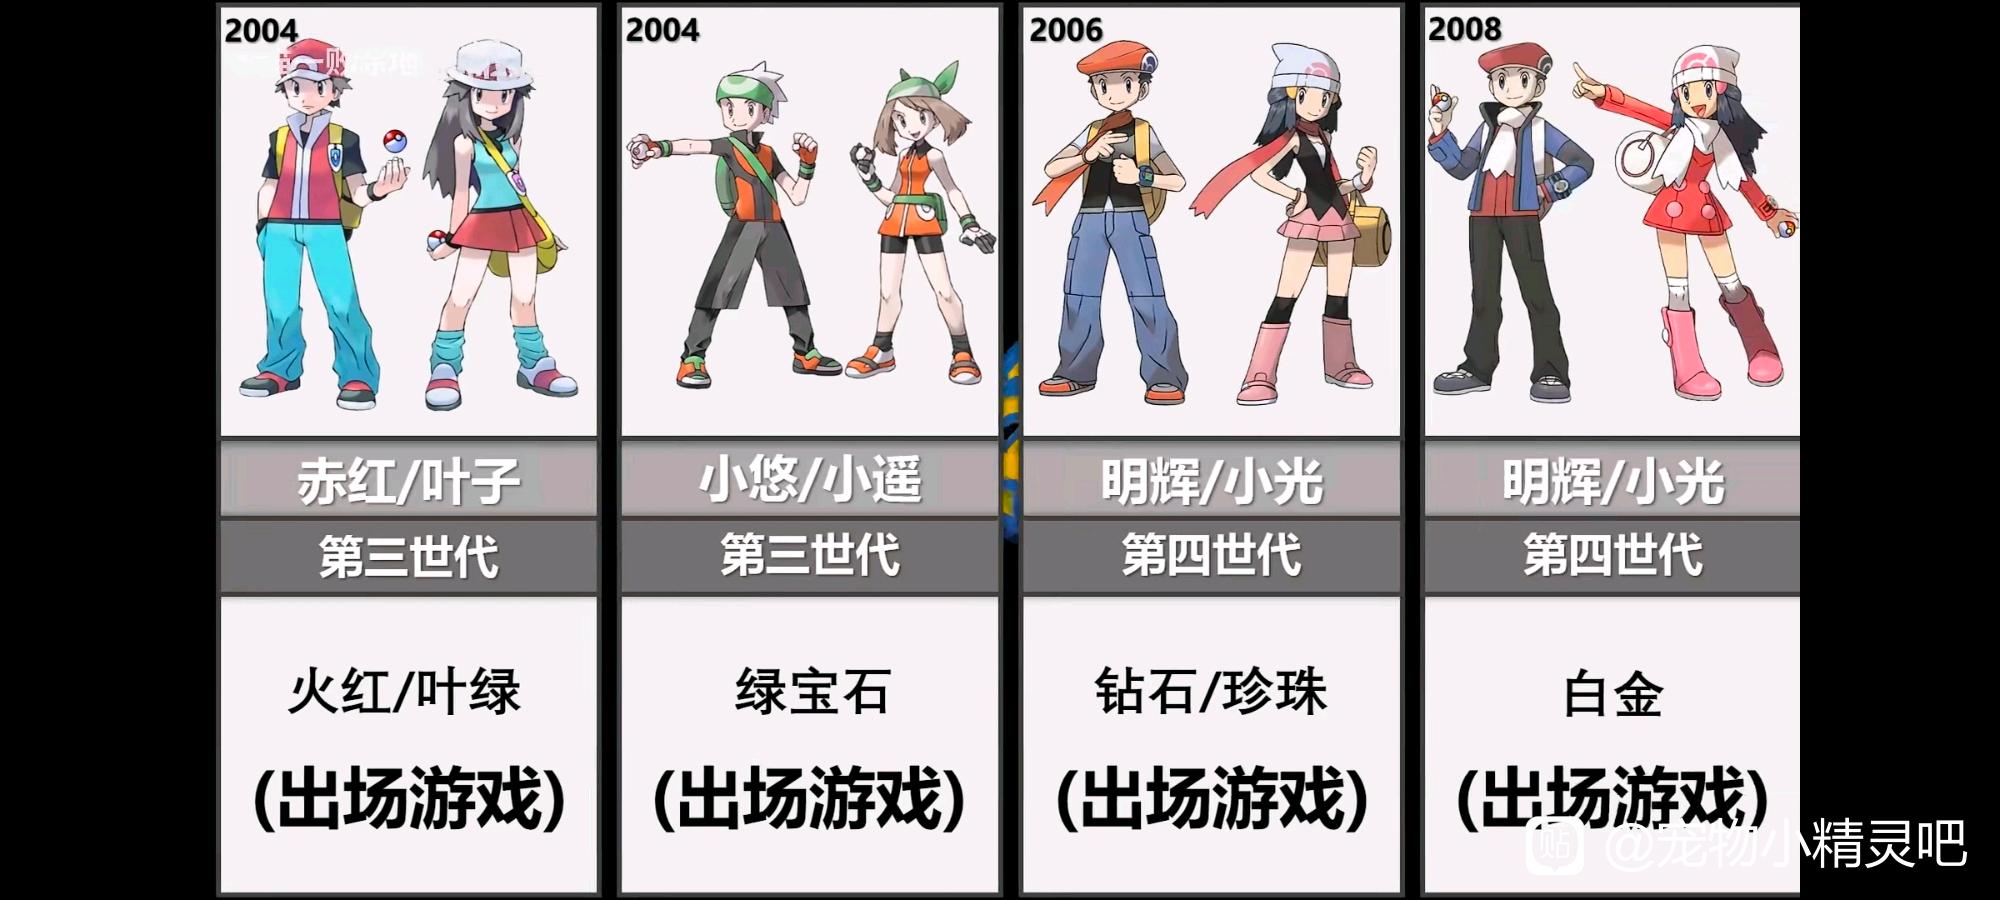 2004
赤红/叶子
第三世代
火红/叶绿
(出场游戏)
2004
小悠/小遥
第三世代
绿宝石
(出场游戏)
2006
明辉/小光
第四世代
钻石/珍珠
(出场游戏)
2008
明辉/小光
第四世代
白金
(出场游戏)
贴 @宠物小精灵吧